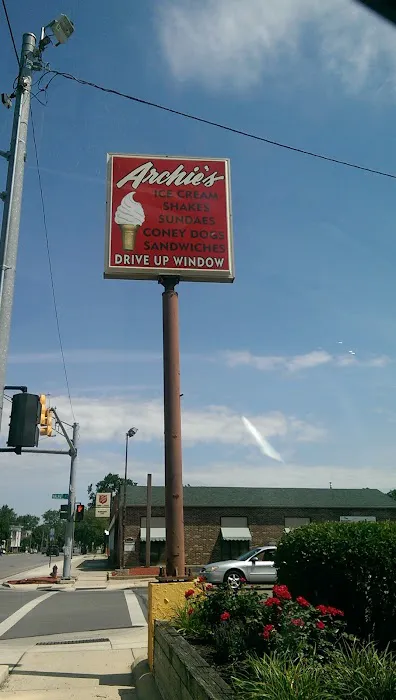 Archie's
ICE CREAM
SHAKES
SUNDAES
CONEY DOGS
SANDWICHES
DRIVE UP WINDOW